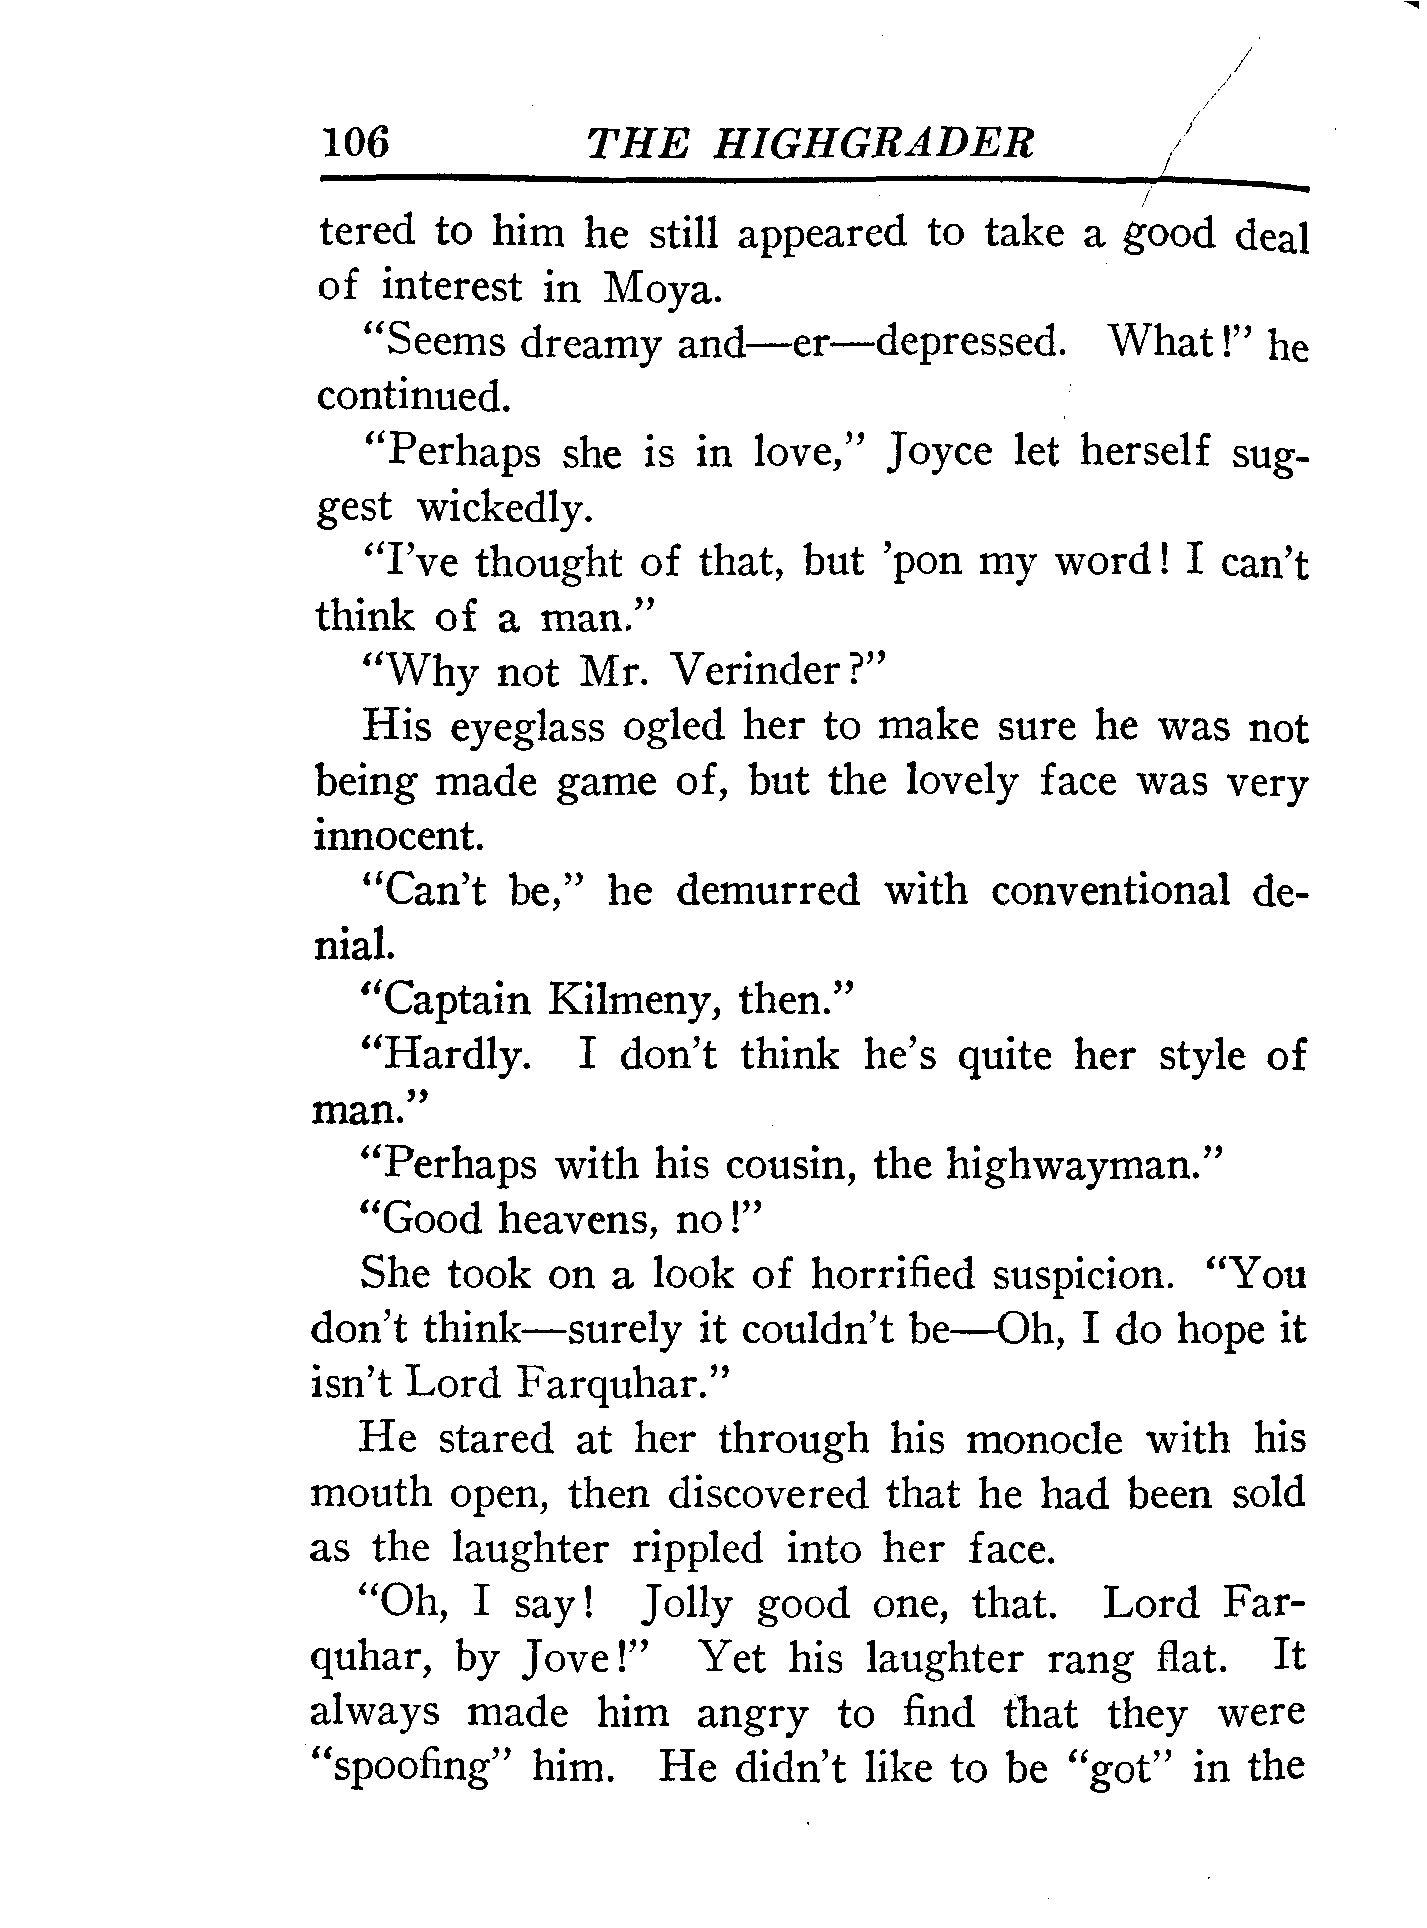 106 THE HIGHGRADER
tered to him he still appeared to take a good deal
of interest in Moya.
“Seems dreamy and—er—depressed. What!” he
continued.
“Perhaps she is in love,” Joyce let herself sug-
gest wickedly.
“I’ve thought of that, but ’pon my word! I can’t
think of a man.”
“Why not Mr. Verinder?”
His eyeglass ogled her to make sure he was not
being made game of, but the lovely face was very
innocent.
“Can’t be,” he demurred with conventional de-
nial.
“Captain Kilmeny, then.”
“Hardly. I don’t think he’s quite her style of
man.”
“Perhaps with his cousin, the highwayman.”
“Good heavens, no!”
She took on a look of horrified suspicion. “You
don’t think—surely it couldn’t be—Oh, I do hope it
isn’t Lord Farquhar.”
He stared at her through his monocle with his
mouth open, then discovered that he had been sold
as the laughter rippled into her face.
“Oh, I say! Jolly good one, that. Lord Far-
quhar, by Jove!” Yet his laughter rang flat. It
always made him angry to find that they were
“spoofing” him. He didn’t like to be “got” in the